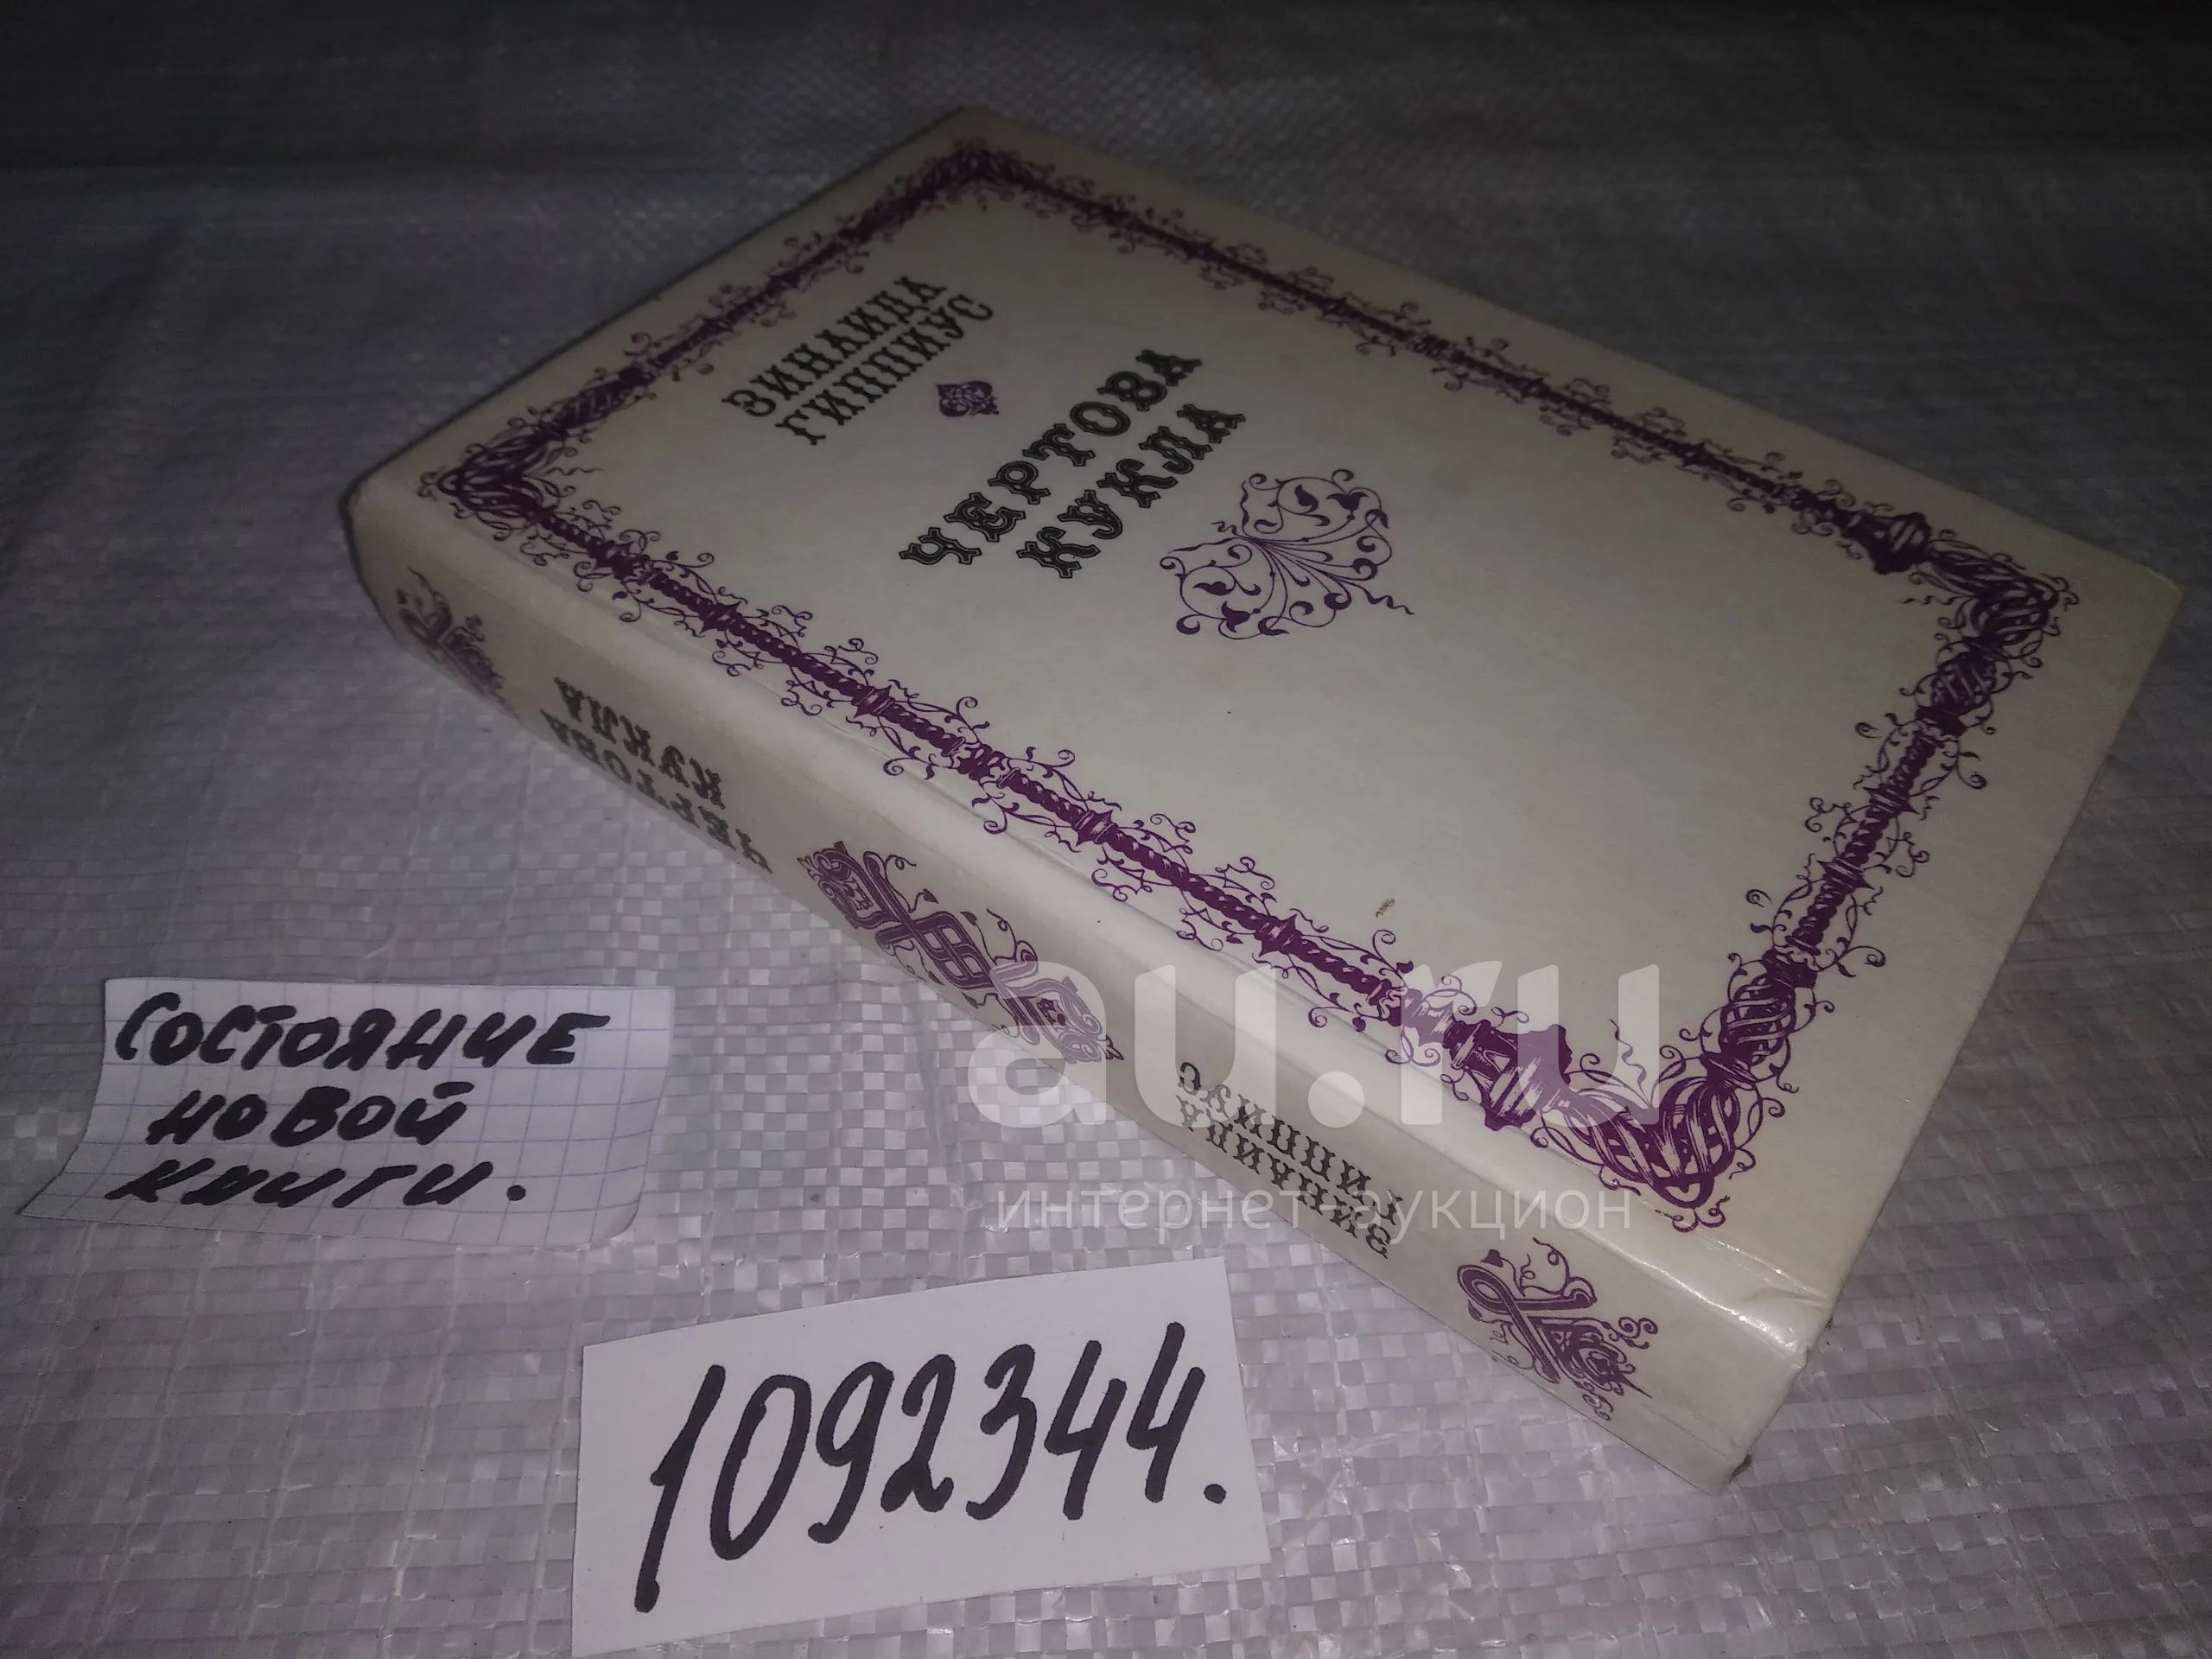 ЗИНАИДА
ГИППИУС
ЧЕРТОВА
КУКЛА
ЧЕРТОВА
КУКЛА
ЗИНАИДА
ГИППИУС
au.ru
интернет-аукцион
СОСТОЯНИЕ
НОВОЙ
КНИГИ.
1092344.